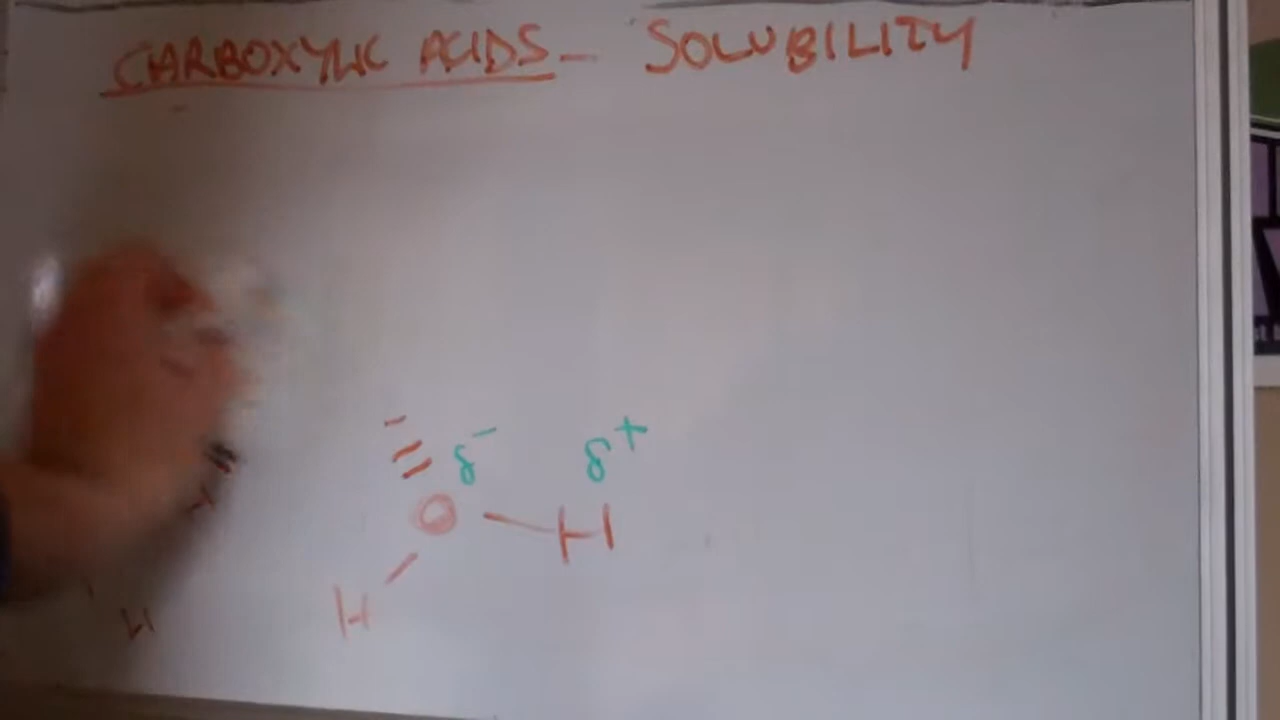 CARBOXYLIC ACIDS - SOLUBILITY
δ- δ+
O - H
H
H